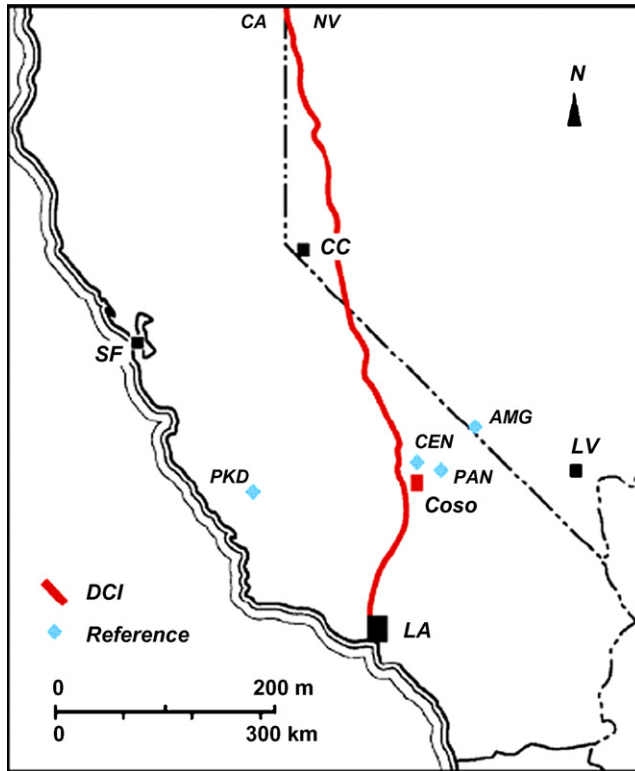 CA NV
N
CC
SF
AMG
CEN
LV
PKD
PAN
Coso
DCI
Reference
LA
0 200 m
0 300 km